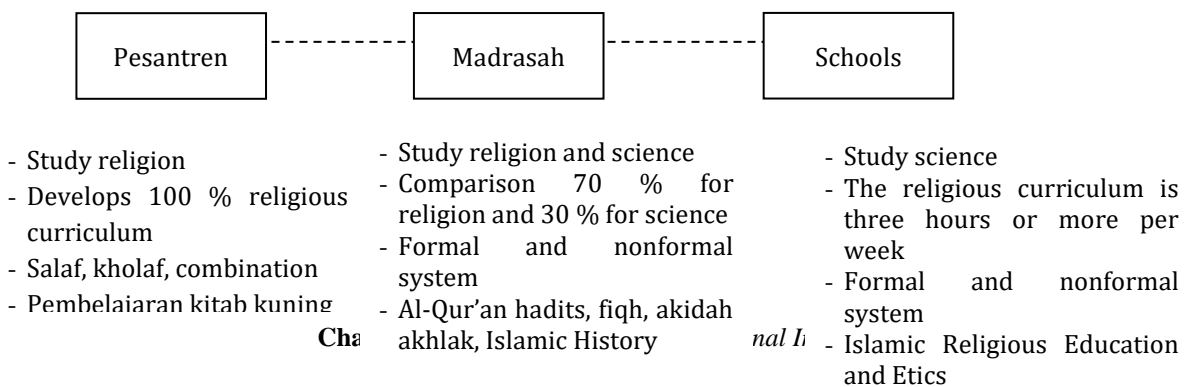 Pesantren
Madrasah
Schools
- Study religion
- Develops 100 % religious
curriculum
- Salaf, kholaf, combination
- Pembelajaran kitab kuning
- Study religion and science
- Comparison 70 % for
religion and 30 % for science
- Formal and nonformal
system
- Al-Qur’an hadits, fiqh, akidah
akhlak, Islamic History
- Study science
- The religious curriculum is
three hours or more per
week
- Formal and nonformal
system
- Islamic Religious Education
and Etics